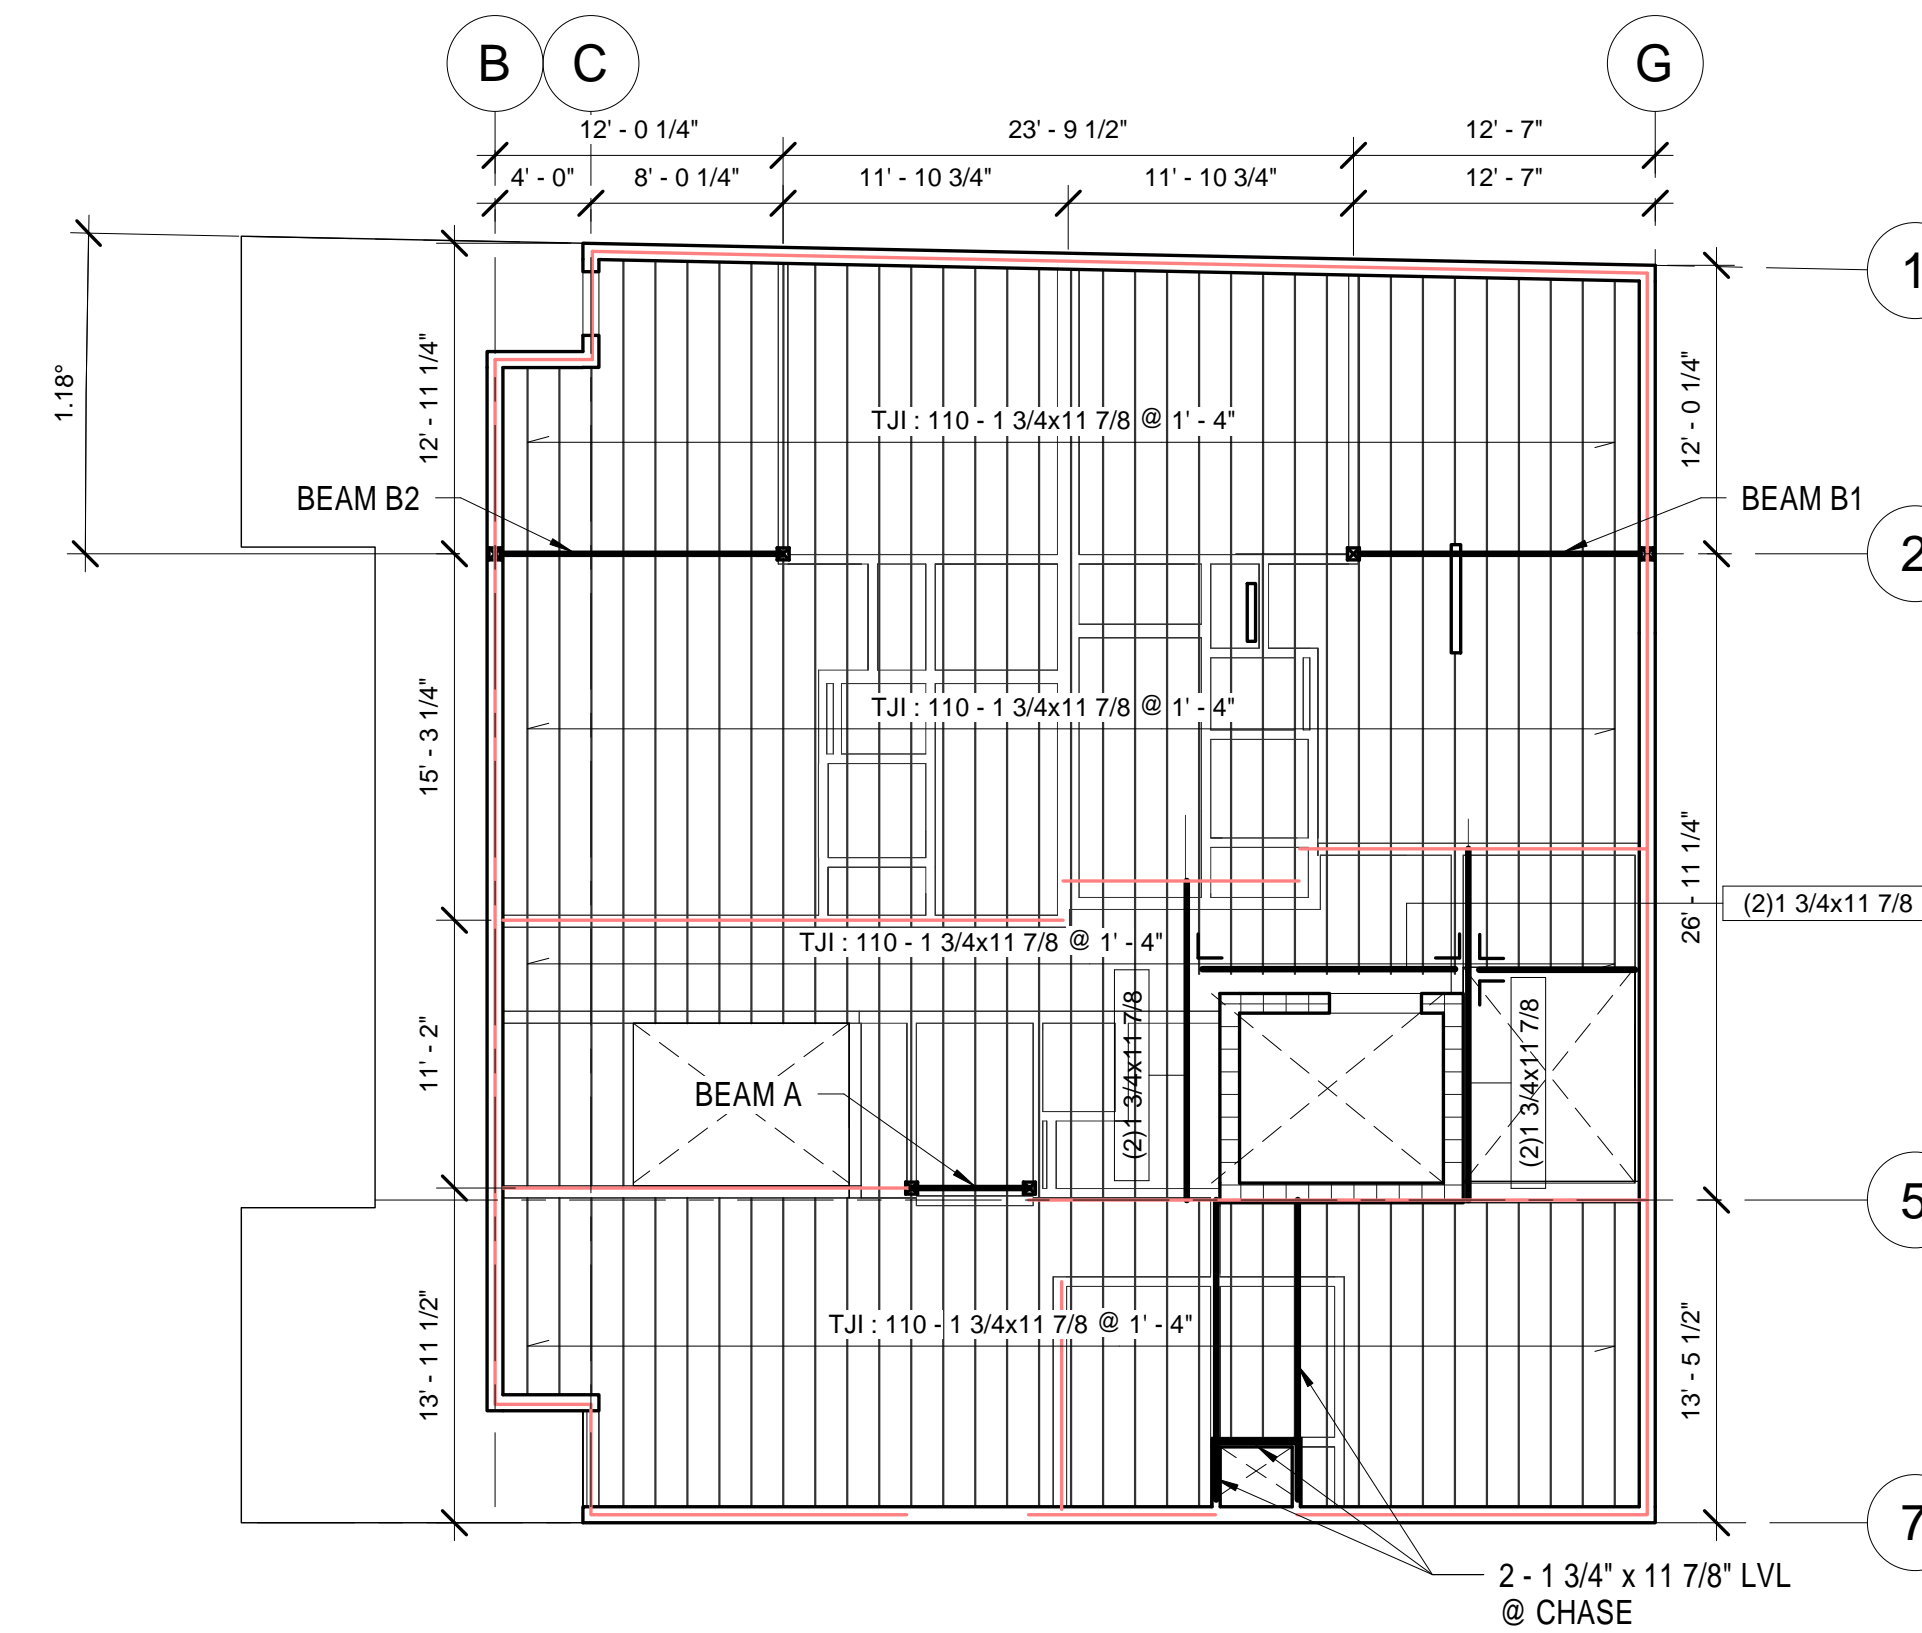 B
C
G
12' - 0 1/4"
23' - 9 1/2"
12' - 7"
4' - 0"
8' - 0 1/4"
11' - 10 3/4"
11' - 10 3/4"
12' - 7"
1
1.18°
12' - 11 1/4"
12' - 0 1/4"
TJI : 110 - 1 3/4x11 7/8 @ 1' - 4"
BEAM B2
BEAM B1
2
15' - 3 1/4"
TJI : 110 - 1 3/4x11 7/8 @ 1' - 4"
26' - 11 1/4"
(2)1 3/4x11 7/8
TJI : 110 - 1 3/4x11 7/8 @ 1' - 4"
11' - 2"
BEAM A
(2)1 3/4x11 7/8
(2)1 3/4x11 7/8
5
13' - 11 1/2"
TJI : 110 - 1 3/4x11 7/8 @ 1' - 4"
13' - 5 1/2"
7
2 - 1 3/4" x 11 7/8" LVL
@ CHASE